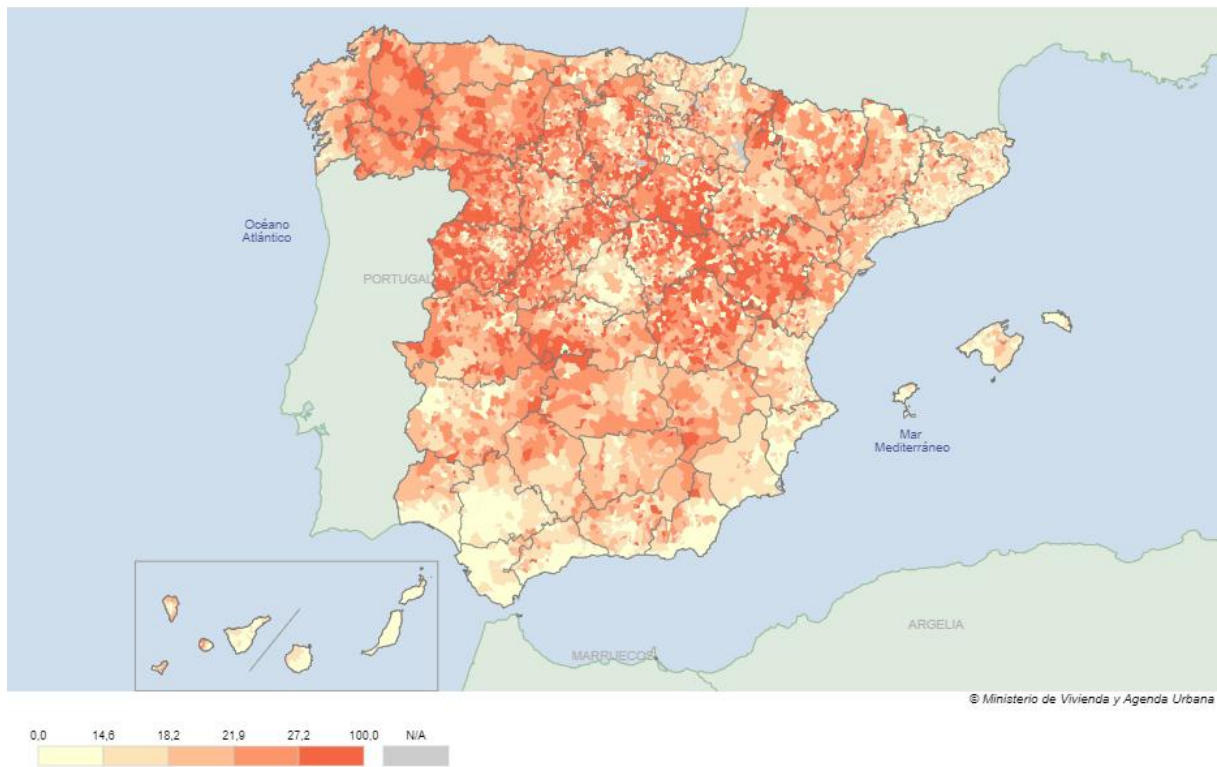 Océano
Atlántico
PORTUGAL
Mar
Mediterráneo
ARGELIA
MARRUECOS
© Ministerio de Vivienda y Agenda Urbana
0,0 14,6 18,2 21,9 27,2 100,0 N/A